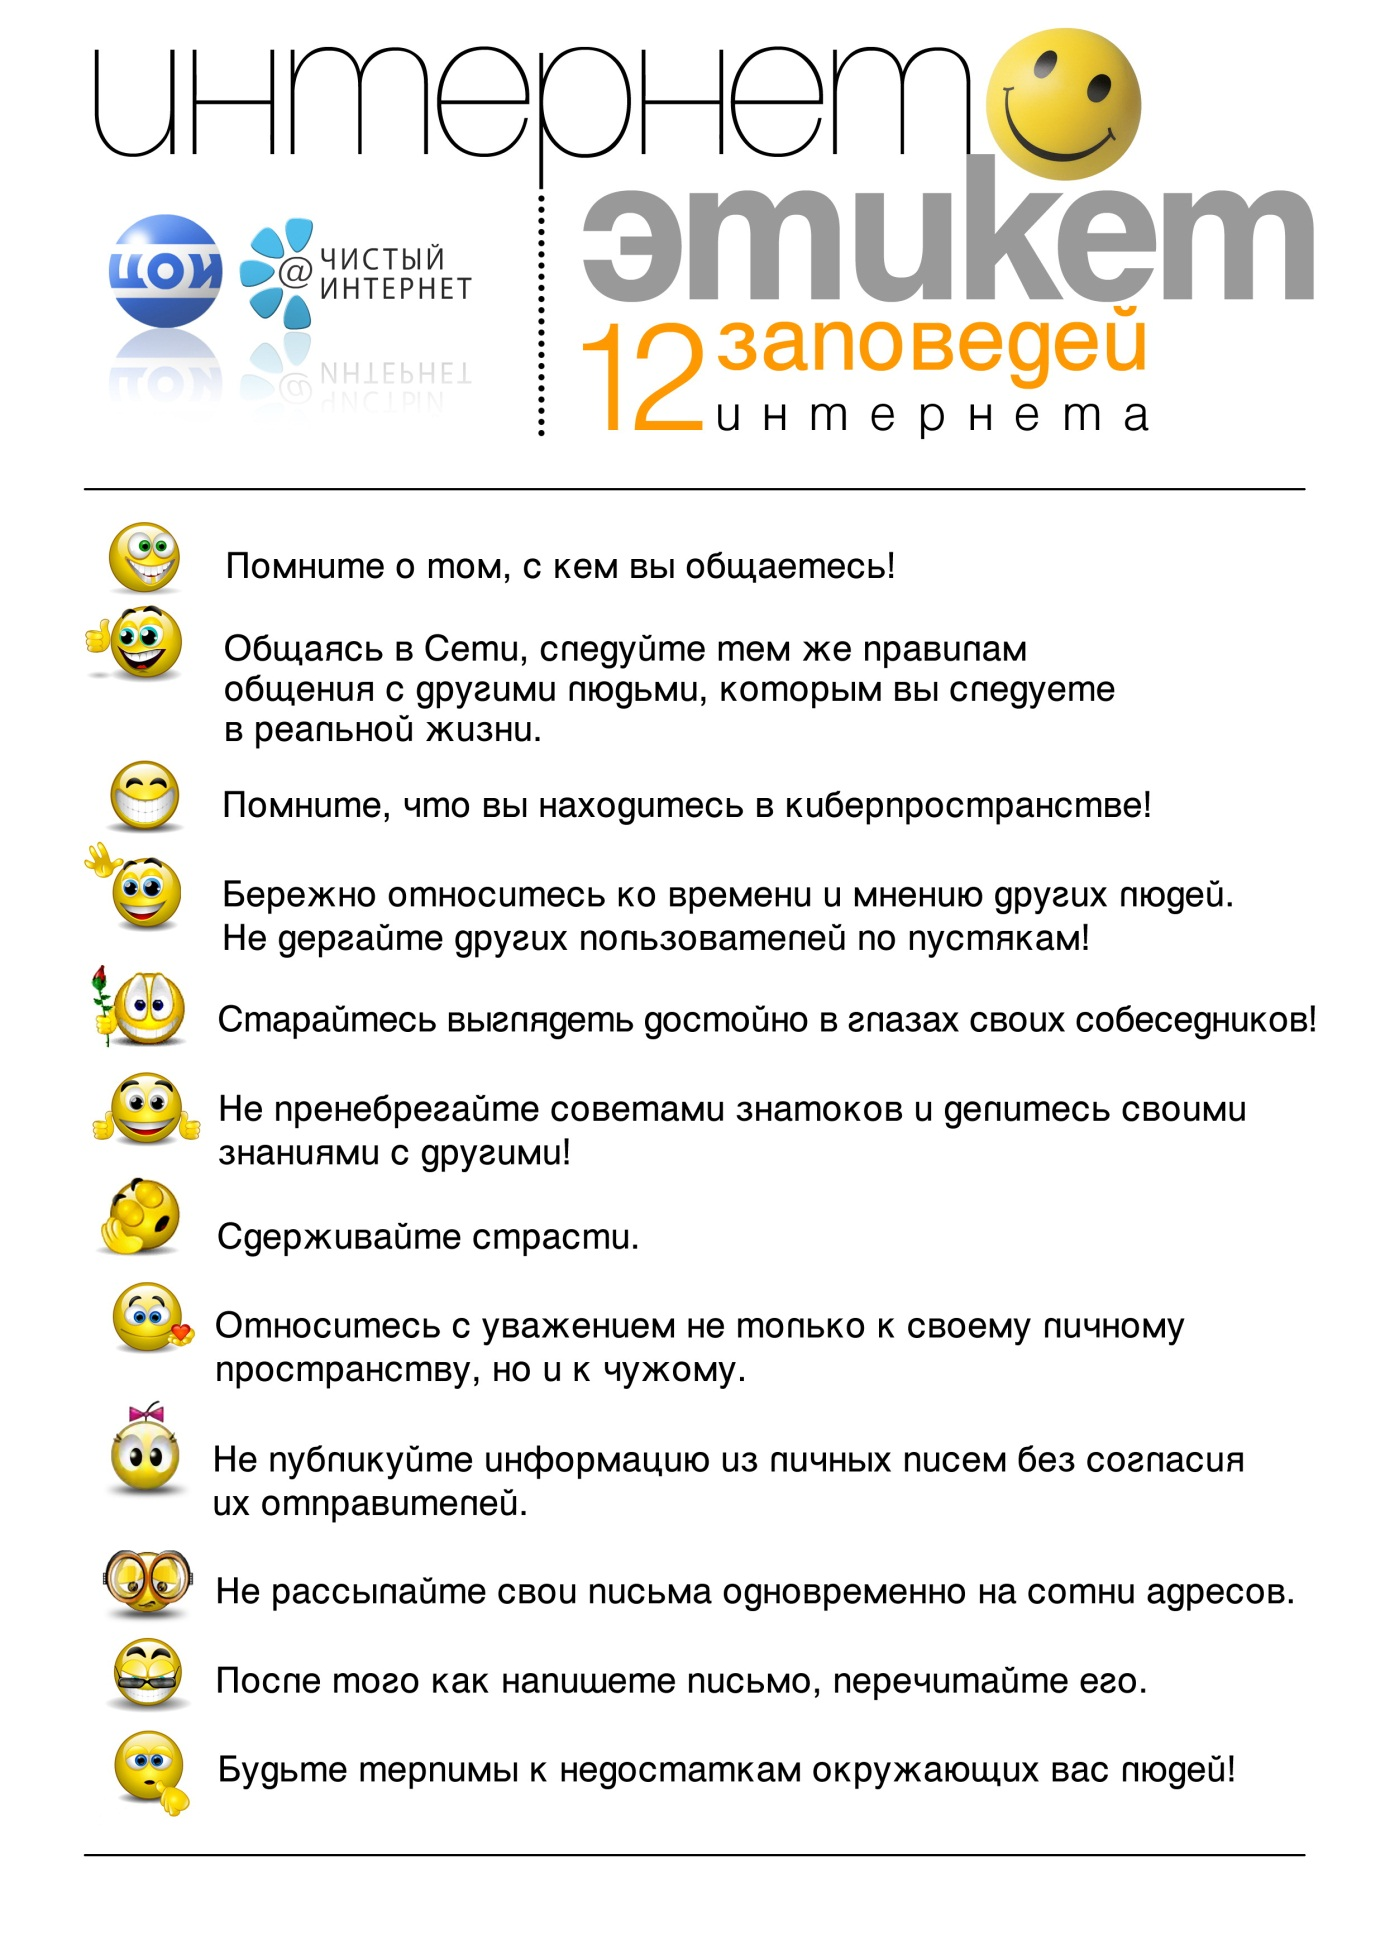 интернет
этикет
ЦОИ
@
ЧИСТЫЙ
ИНТЕРНЕТ
12 заповедей
интернета
Помните о том, с кем вы общаетесь!
Общаясь в Сети, следуйте тем же правилам
общения с другими людьми, которым вы следуете
в реальной жизни.
Помните, что вы находитесь в киберпространстве!
Бережно относитесь ко времени и мнению других людей.
Не дергайте других пользователей по пустякам!
Старайтесь выглядеть достойно в глазах своих собеседников!
Не пренебрегайте советами знатоков и делитесь своими
знаниями с другими!
Сдерживайте страсти.
Относитесь с уважением не только к своему личному
пространству, но и к чужому.
Не публикуйте информацию из личных писем без согласия
их отправителей.
Не рассылайте свои письма одновременно на сотни адресов.
После того как напишете письмо, перечитайте его.
Будьте терпимы к недостаткам окружающих вас людей!